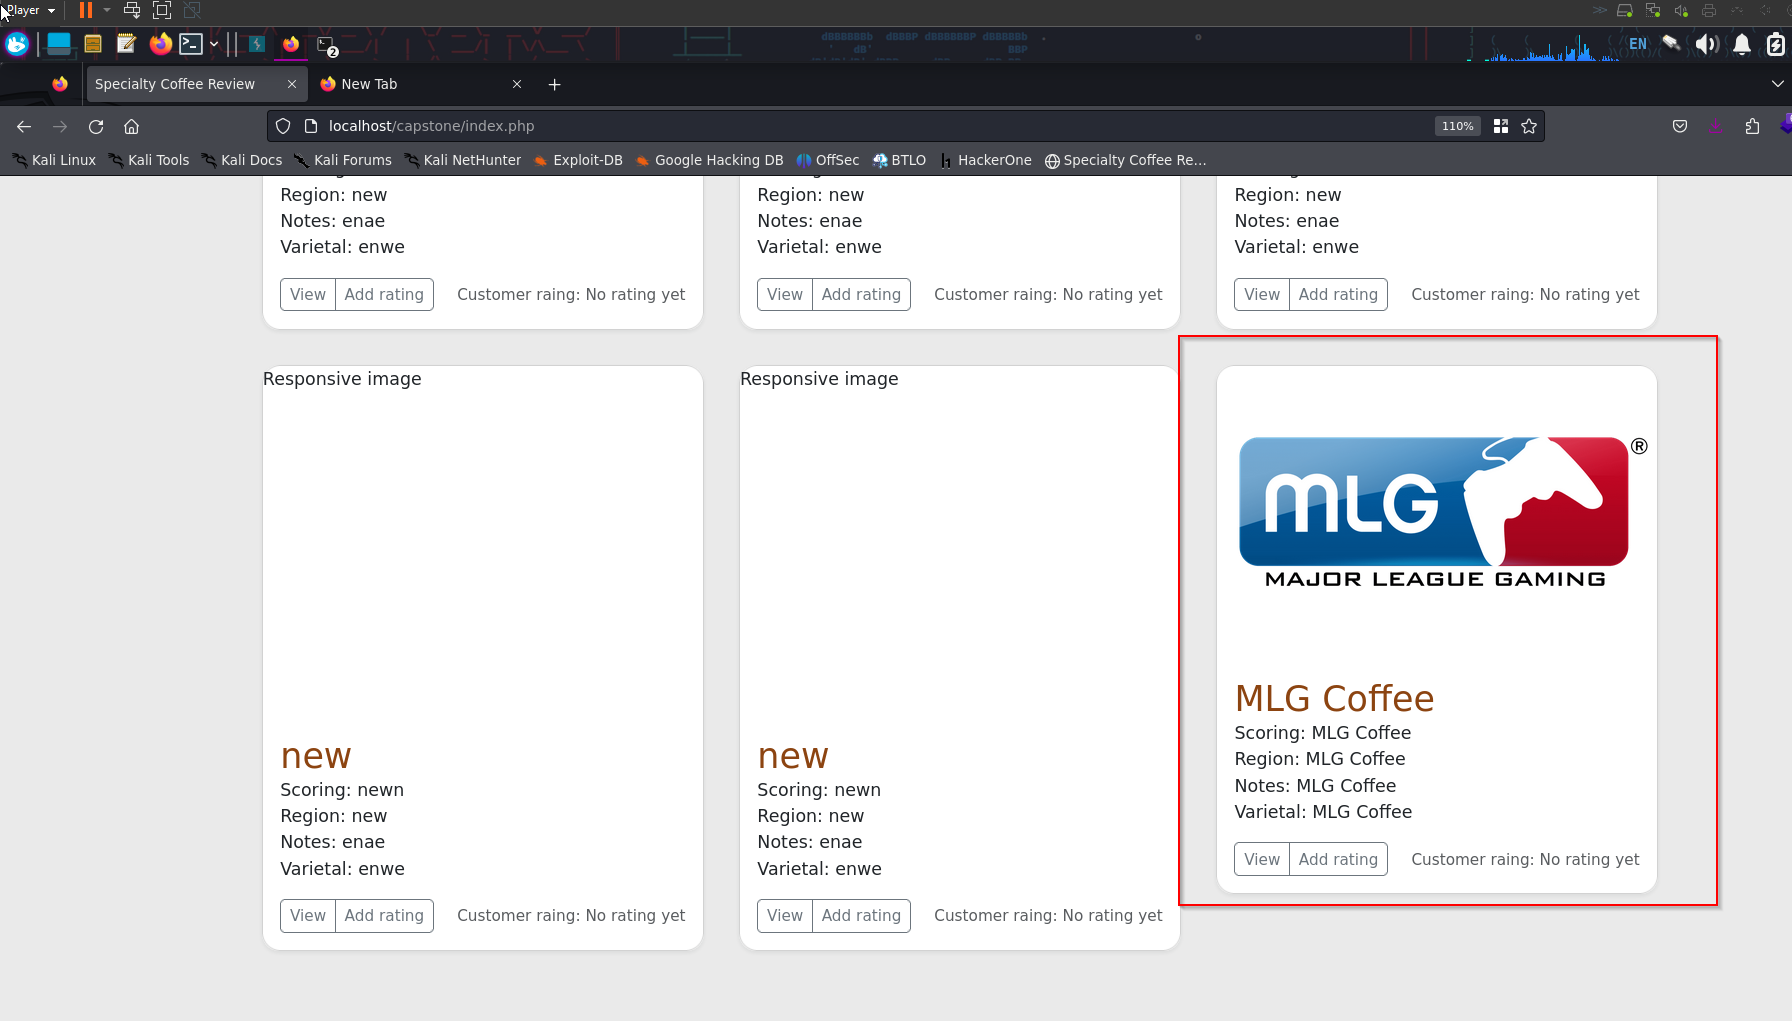 Player
2
EN
Specialty Coffee Review
New Tab
localhost/capstone/index.php
110%
Kali Linux
Kali Tools
Kali Docs
Kali Forums
Kali NetHunter
Exploit-DB
Google Hacking DB
OffSec
BTLO
HackerOne
Specialty Coffee Re...
Region: new
Notes: enae
Varietal: enwe
View
Add rating
Customer raing: No rating yet
Region: new
Notes: enae
Varietal: enwe
View
Add rating
Customer raing: No rating yet
Region: new
Notes: enae
Varietal: enwe
View
Add rating
Customer raing: No rating yet
Responsive image
new
Scoring: newn
Region: new
Notes: enae
Varietal: enwe
View
Add rating
Customer raing: No rating yet
Responsive image
new
Scoring: newn
Region: new
Notes: enae
Varietal: enwe
View
Add rating
Customer raing: No rating yet
MLG ®
MAJOR LEAGUE GAMING
MLG Coffee
Scoring: MLG Coffee
Region: MLG Coffee
Notes: MLG Coffee
Varietal: MLG Coffee
View
Add rating
Customer raing: No rating yet